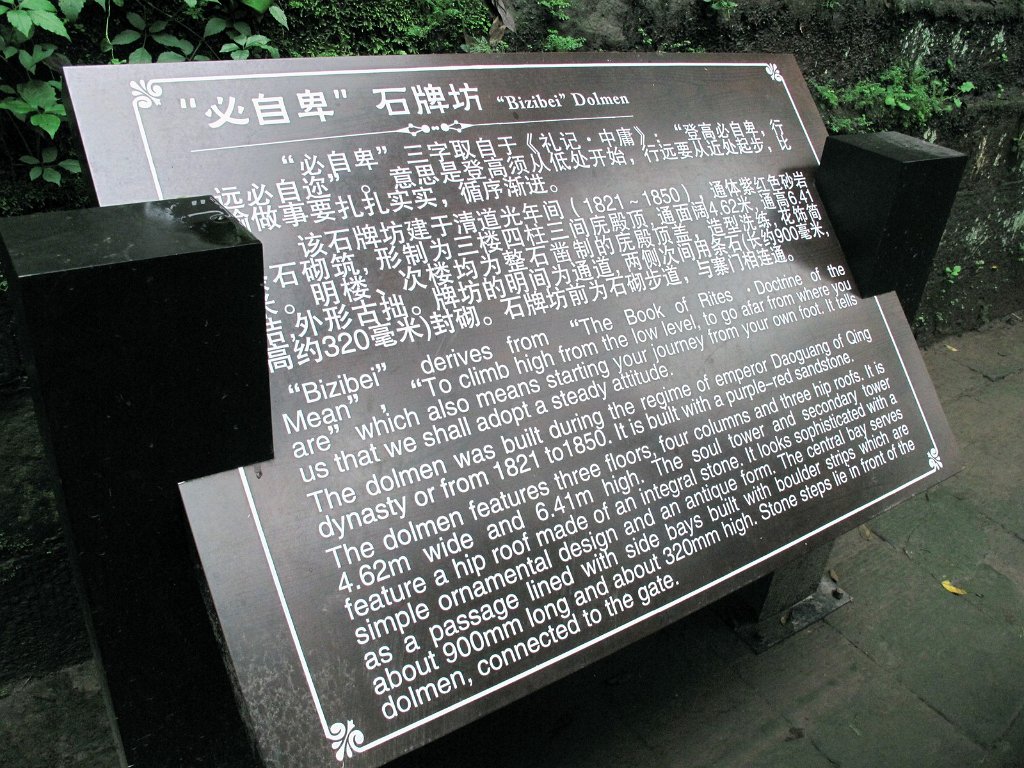 “必自卑” 石牌坊 “Bizibei” Dolmen
“必自卑” 三字取自于《礼记·中庸》：“登高必自卑，行
远必自迩”。意思是登高须从低处开始，行远要从近处起步，比
喻做事要扎扎实实，循序渐进。
该石牌坊建于清道光年间（1821～1850），通体紫红色砂岩
石砌筑，形制为三楼四柱三间庑殿顶，通面阔4.62米，通高6.41
米。明楼、次楼均为整石凿制的庑殿顶盖，造型洗练，花饰简
洁，外形古拙。牌坊的明间为通道，两侧次间用条石(长约900毫米，
高约320毫米)封砌。石牌坊前为石砌步道，与寨门相连通。
“Bizibei” derives from “The Book of Rites ·Doctrine of the
Mean”, “To climb high from the low level, to go afar from where you
are” which also means starting your journey from your own foot. It tells
us that we shall adopt a steady attitude.
The dolmen was built during the regime of emperor Daoguang of Qing
dynasty or from 1821 to1850. It is built with a purple-red sandstone.
The dolmen features three floors, four columns and three hip roofs. It is
4.62m wide and 6.41m high. The soul tower and secondary tower
feature a hip roof made of an integral stone. It looks sophisticated with a
simple ornamental design and an antique form. The central bay serves
as a passage lined with side bays built with boulder strips which are
about 900mm long and about 320mm high. Stone steps lie in front of the
dolmen, connected to the gate.